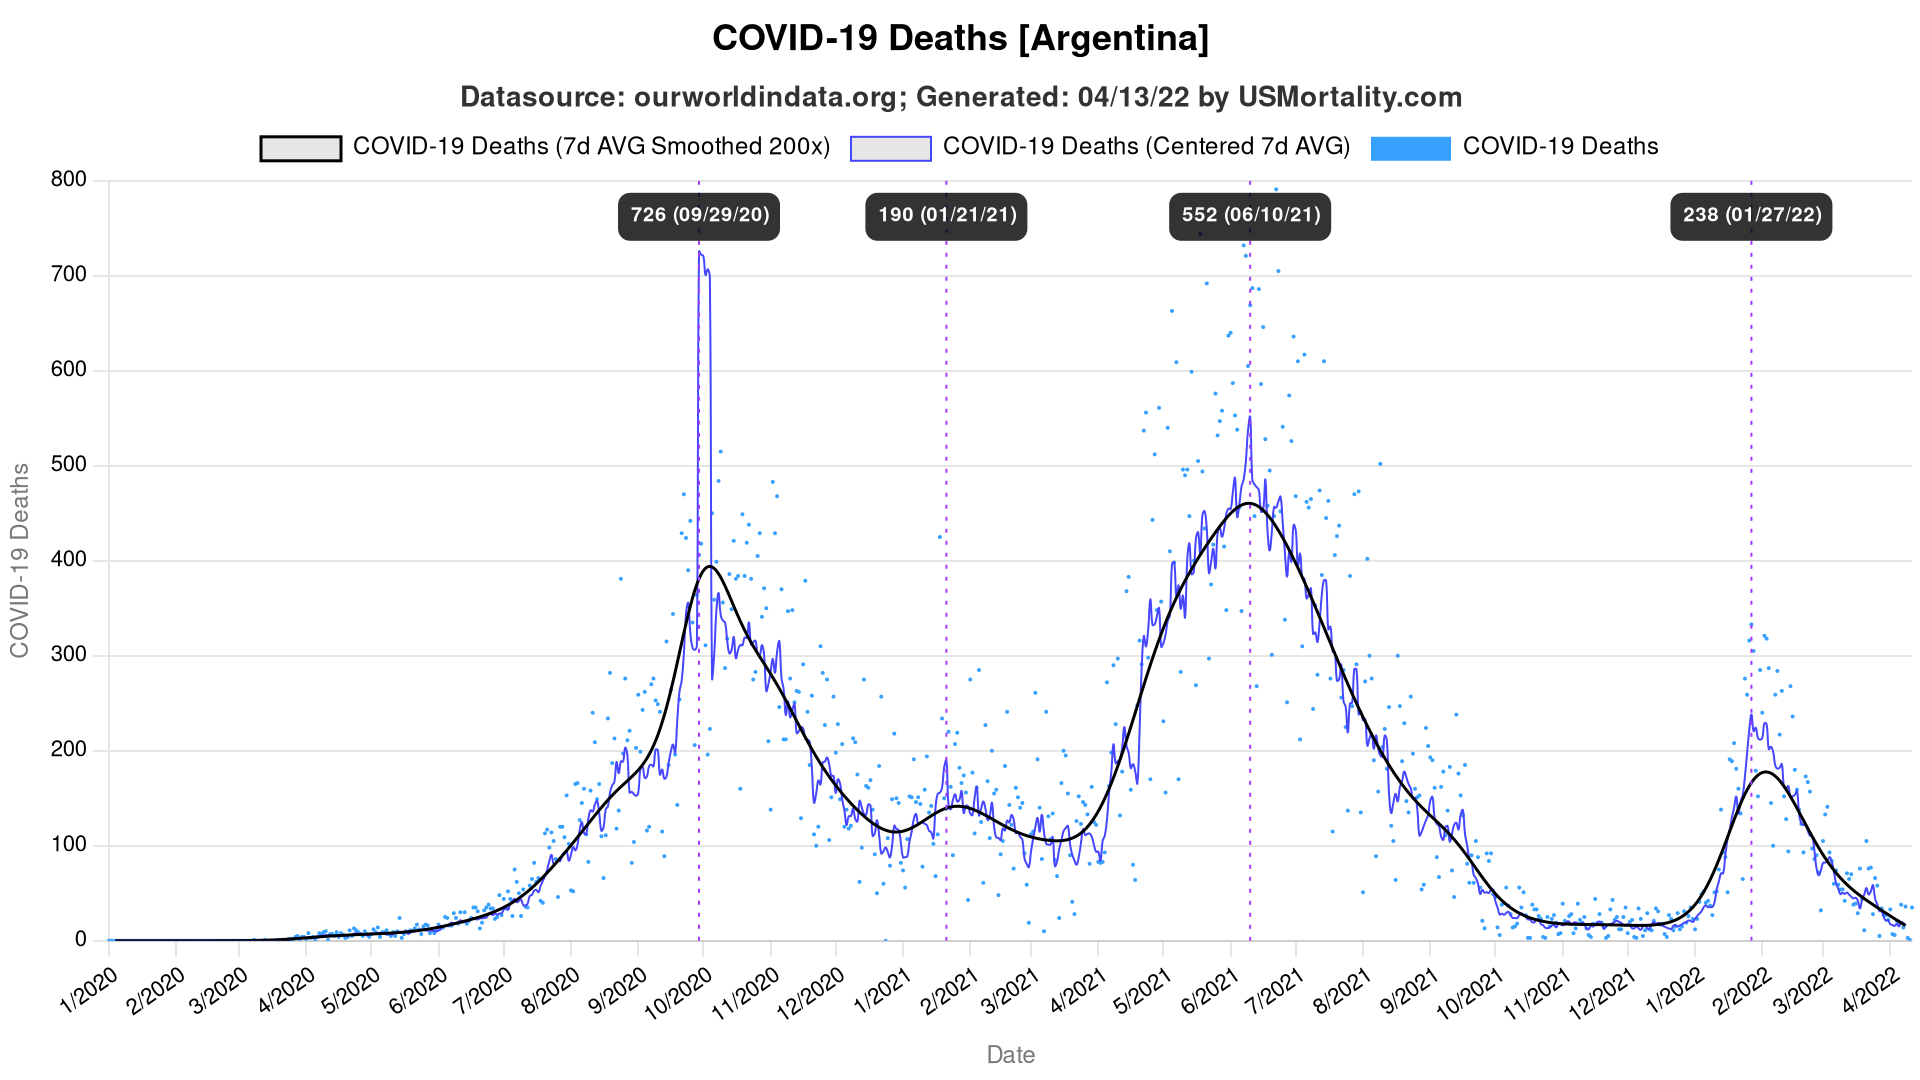 COVID-19 Deaths [Argentina]
Datasource: ourworldindata.org; Generated: 04/13/22 by USMortality.com
COVID-19 Deaths (7d AVG Smoothed 200x) COVID-19 Deaths (Centered 7d AVG) COVID-19 Deaths
726 (09/29/20) 190 (01/21/21) 552 (06/10/21) 238 (01/27/22)
COVID-19 Deaths
800
700
600
500
400
300
200
100
0
1/2020 2/2020 3/2020 4/2020 5/2020 6/2020 7/2020 8/2020 9/2020 10/2020 11/2020 12/2020 1/2021 2/2021 3/2021 4/2021 5/2021 6/2021 7/2021 8/2021 9/2021 10/2021 11/2021 12/2021 1/2022 2/2022 3/2022 4/2022
Date